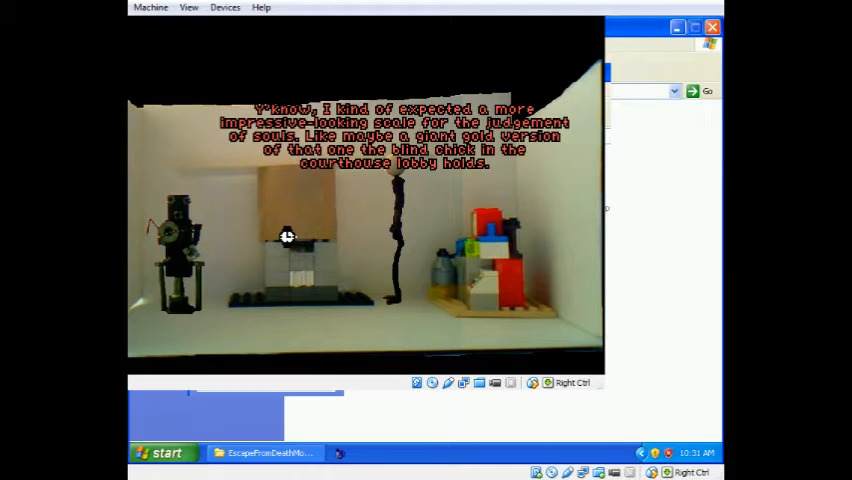 Machine View Devices Help
Go
Y'know, I kind of expected a more
impressive-looking scale for the judgement
of souls. Like maybe a giant gold version
of that one the blind chick in the
courthouse lobby holds.
Right Ctrl
start EscapeFromDeathMo... 10:31 AM
Right Ctrl